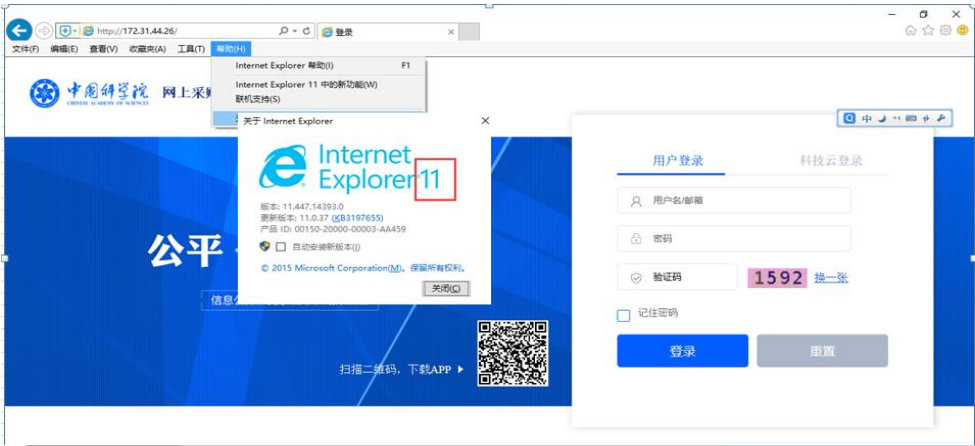 http://172.31.44.26/
登录
文件(F) 编辑(E) 查看(V) 收藏夹(A) 工具(T) 帮助(H)
Internet Explorer 帮助(I) F1
Internet Explorer 11 中的新功能(W)
联机支持(S)
中国科学院 网上采购
CHINESE ACADEMY OF SCIENCES
关于 Internet Explorer
Internet
Explorer 11
版本: 11.447.14393.0
更新版本: 11.0.37 (KB3197655)
产品 ID: 00150-20000-00003-AA459
自动安装新版本(I)
© 2015 Microsoft Corporation(M)。保留所有权利。
关闭(C)
公平
信息公
扫描二维码，下载APP
中
用户登录 科技云登录
用户名/邮箱
密码
验证码 1592 换一张
记住密码
登录 重置